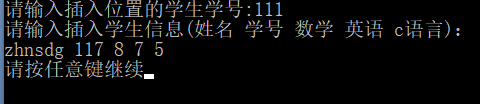 请输入插入位置的学生学号:111
请输入插入学生信息(姓名 学号 数学 英语 c语言):
zhnsdg 117 8 7 5
请按任意键继续